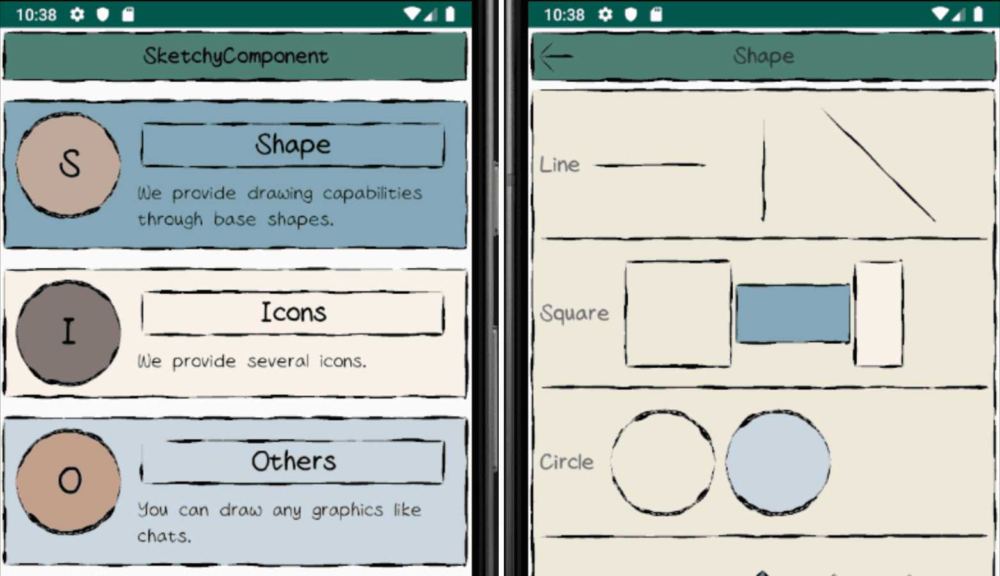 10:38
SketchyComponent
S
Shape
We provide drawing capabilities
through base shapes.
I
Icons
We provide several icons.
O
Others
You can draw any graphics like
chats.
10:38
Shape
Line
Square
Circle